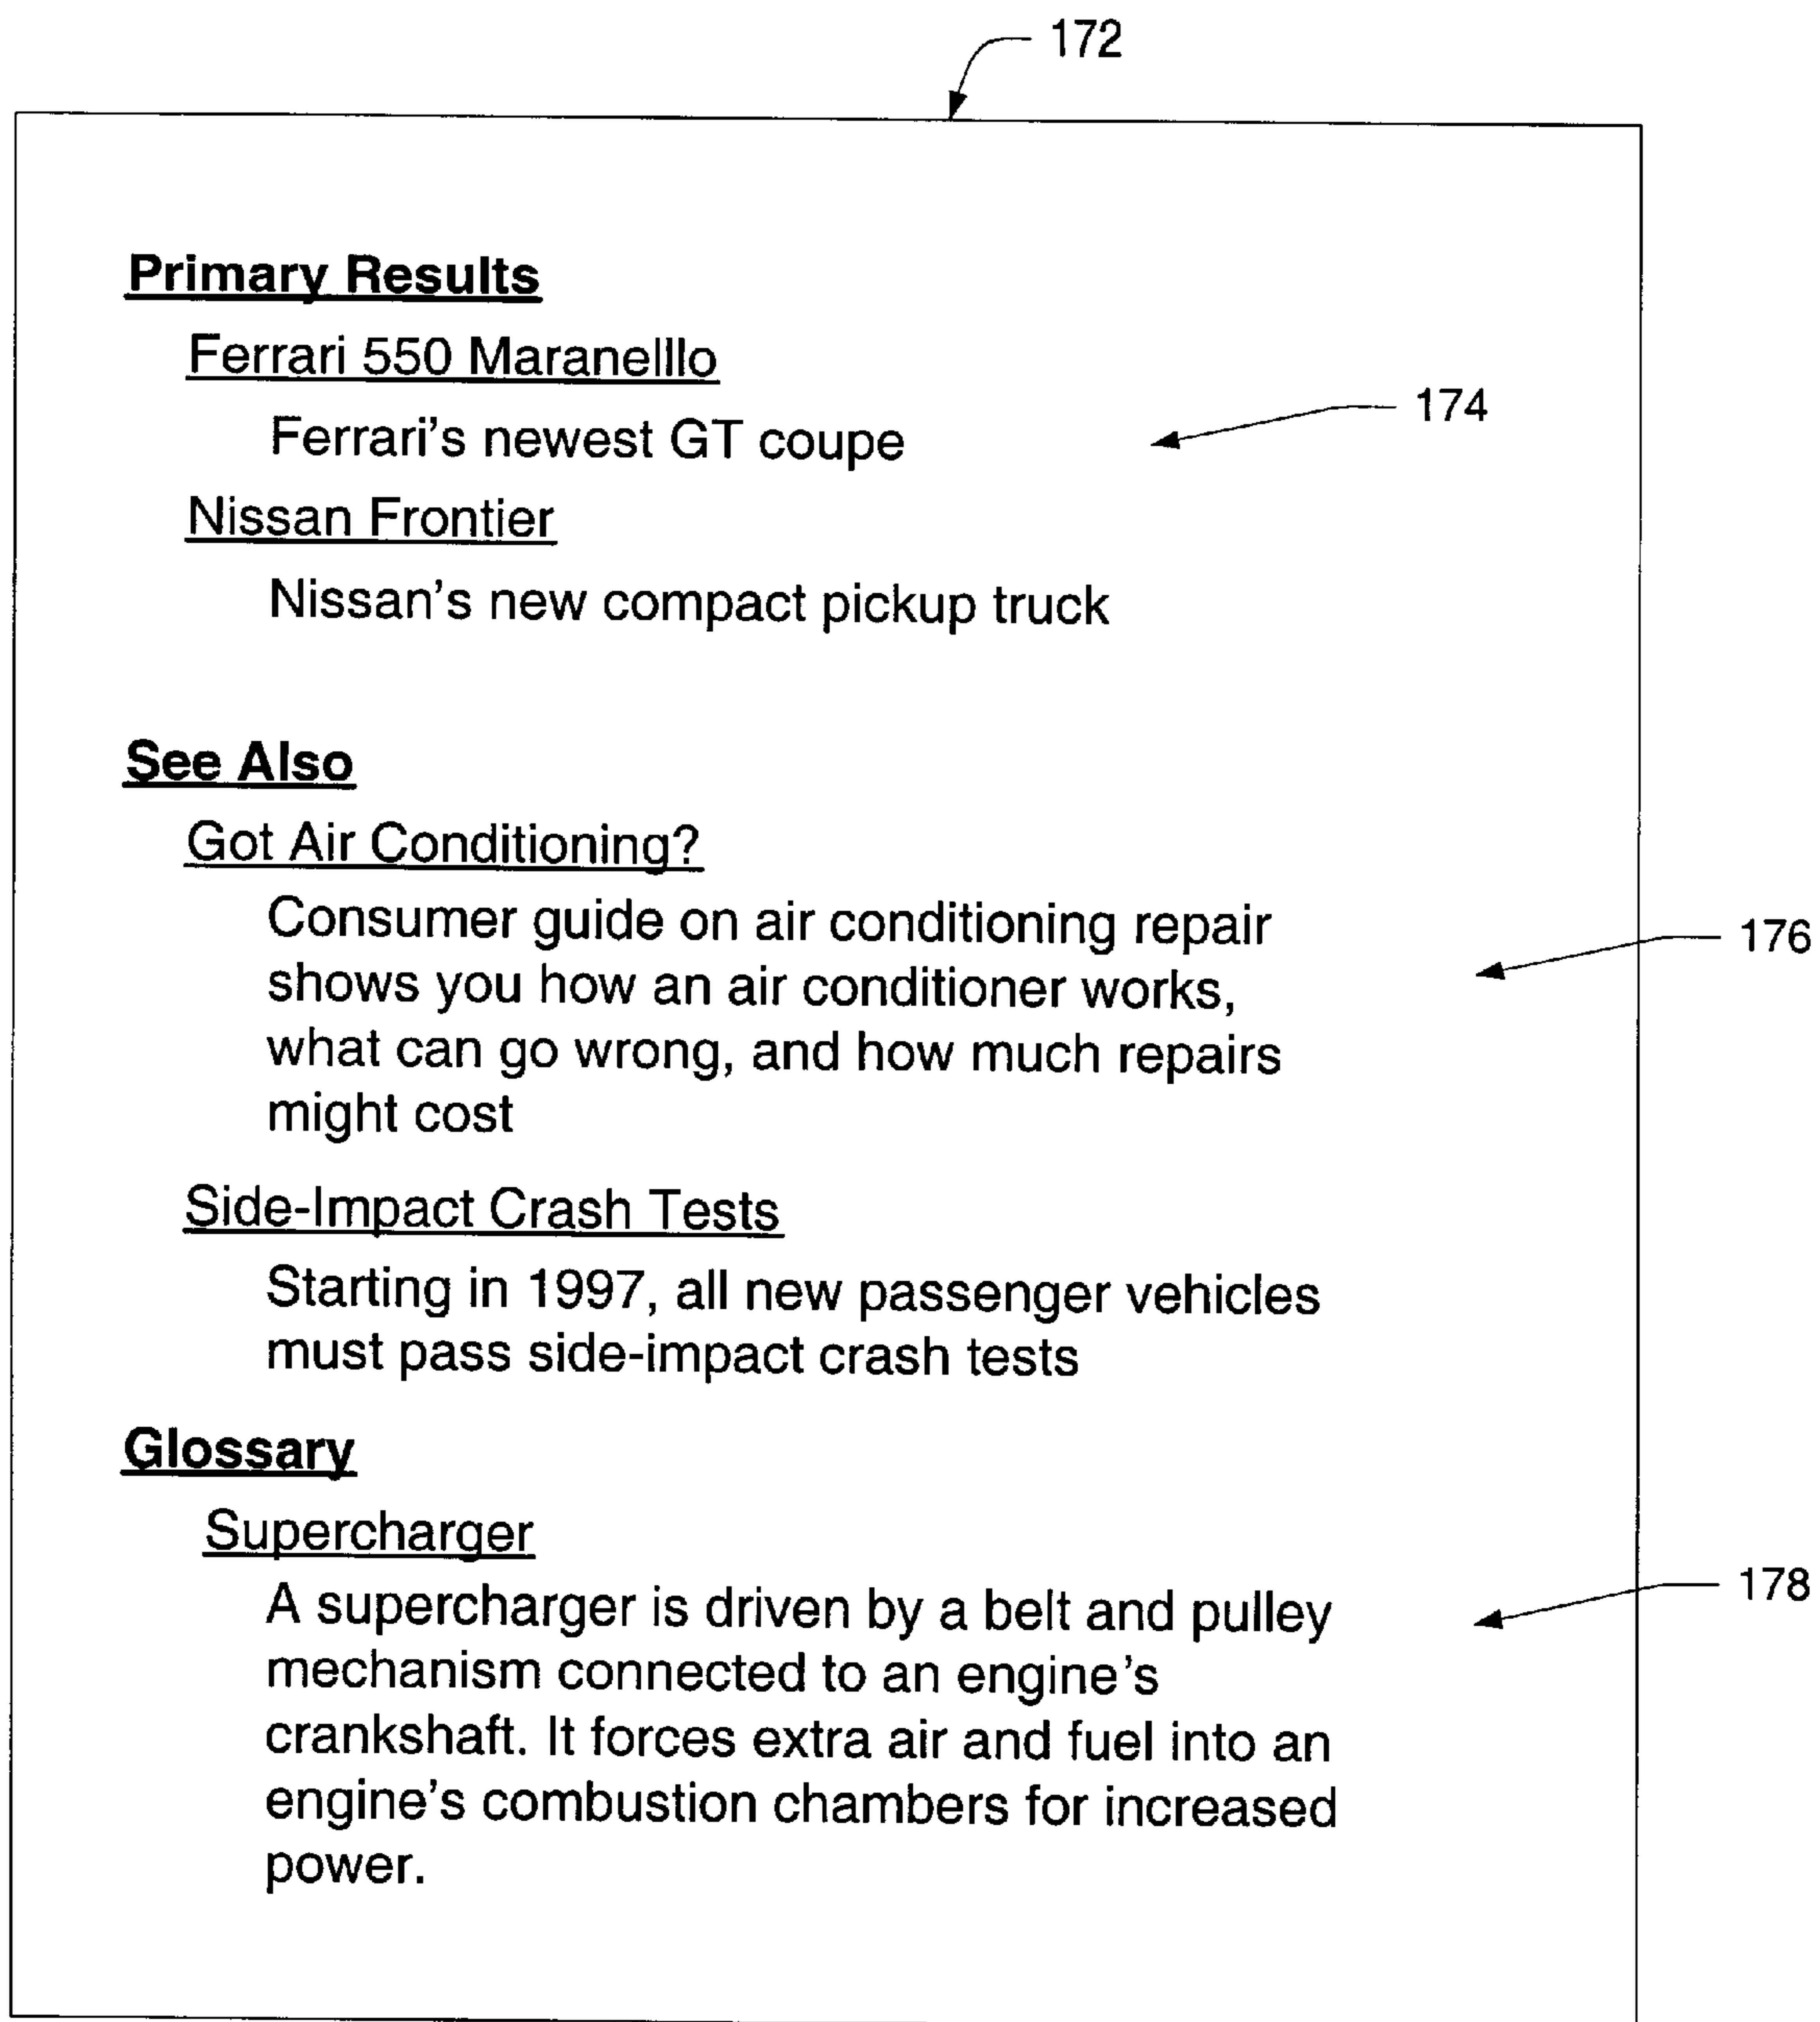 172
Primary Results
Ferrari 550 Maranelllo
Ferrari's newest GT coupe
174
Nissan Frontier
Nissan's new compact pickup truck
See Also
Got Air Conditioning?
Consumer guide on air conditioning repair
shows you how an air conditioner works,
what can go wrong, and how much repairs
might cost
176
Side-Impact Crash Tests
Starting in 1997, all new passenger vehicles
must pass side-impact crash tests
Glossary
Supercharger
A supercharger is driven by a belt and pulley
mechanism connected to an engine's
crankshaft. It forces extra air and fuel into an
engine's combustion chambers for increased
power.
178